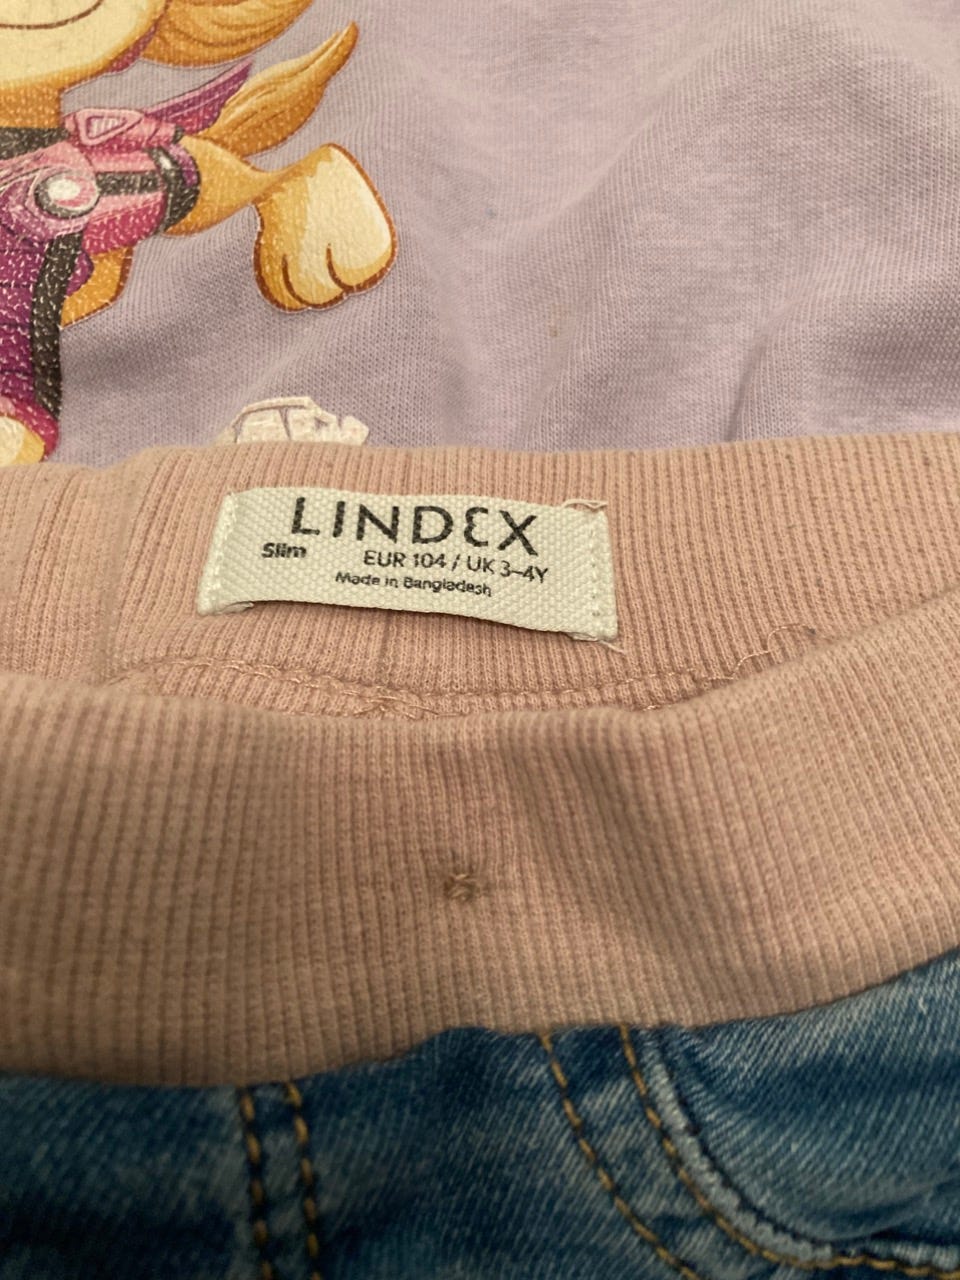 LINDEX
Slim EUR 104 / UK 3–4Y
Made in Bangladesh